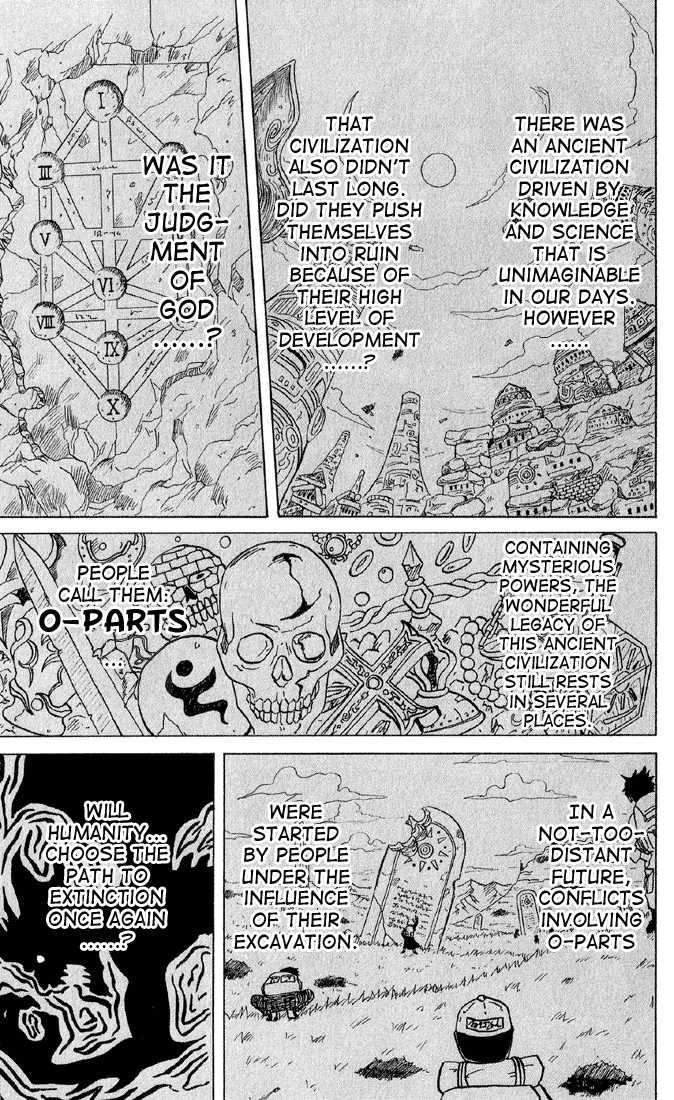 THERE WAS
AN ANCIENT
CIVILIZATION
DRIVEN BY
KNOWLEDGE
AND SCIENCE
THAT IS
UNIMAGINABLE
IN OUR DAYS.
HOWEVER
......
THAT
CIVILIZATION
ALSO DIDN'T
LAST LONG.
DID THEY PUSH
THEMSELVES
INTO RUIN
BECAUSE OF
THEIR HIGH
LEVEL OF
DEVELOPMENT
......?
WAS IT
THE
JUDG-
MENT
OF
GOD
......?
I
III
V
VI
VIII
IX
X
CONTAINING
MYSTERIOUS
POWERS, THE
WONDERFUL
LEGACY OF
THIS ANCIENT
CIVILIZATION
STILL RESTS
IN SEVERAL
PLACES.
PEOPLE
CALL THEM:
O-PARTS
...
IN A
NOT-TOO-
DISTANT
FUTURE,
CONFLICTS
INVOLVING
O-PARTS
WERE
STARTED
BY PEOPLE
UNDER THE
INFLUENCE
OF THEIR
EXCAVATION.
WILL
HUMANITY...
CHOOSE THE
PATH TO
EXTINCTION
ONCE AGAIN
......?